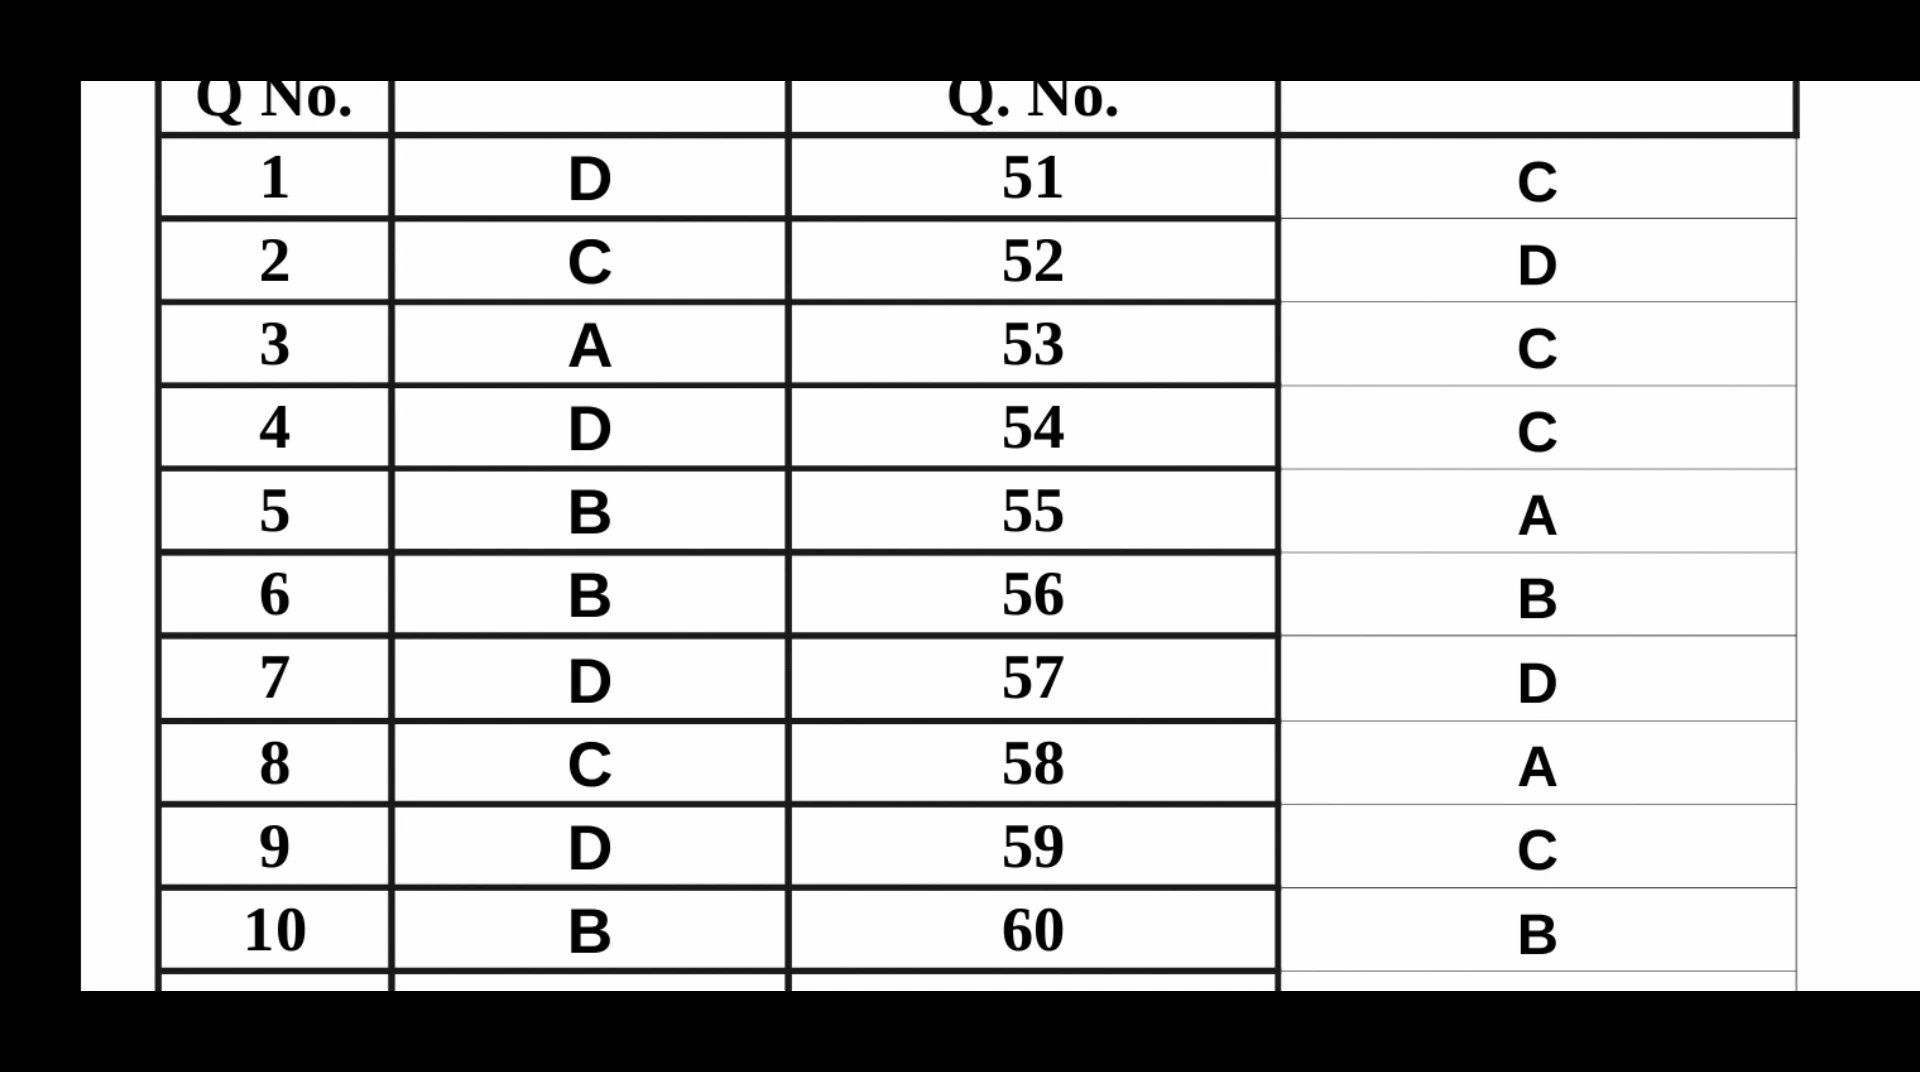 Q No. Q. No.
1 D 51 C
2 C 52 D
3 A 53 C
4 D 54 C
5 B 55 A
6 B 56 B
7 D 57 D
8 C 58 A
9 D 59 C
10 B 60 B